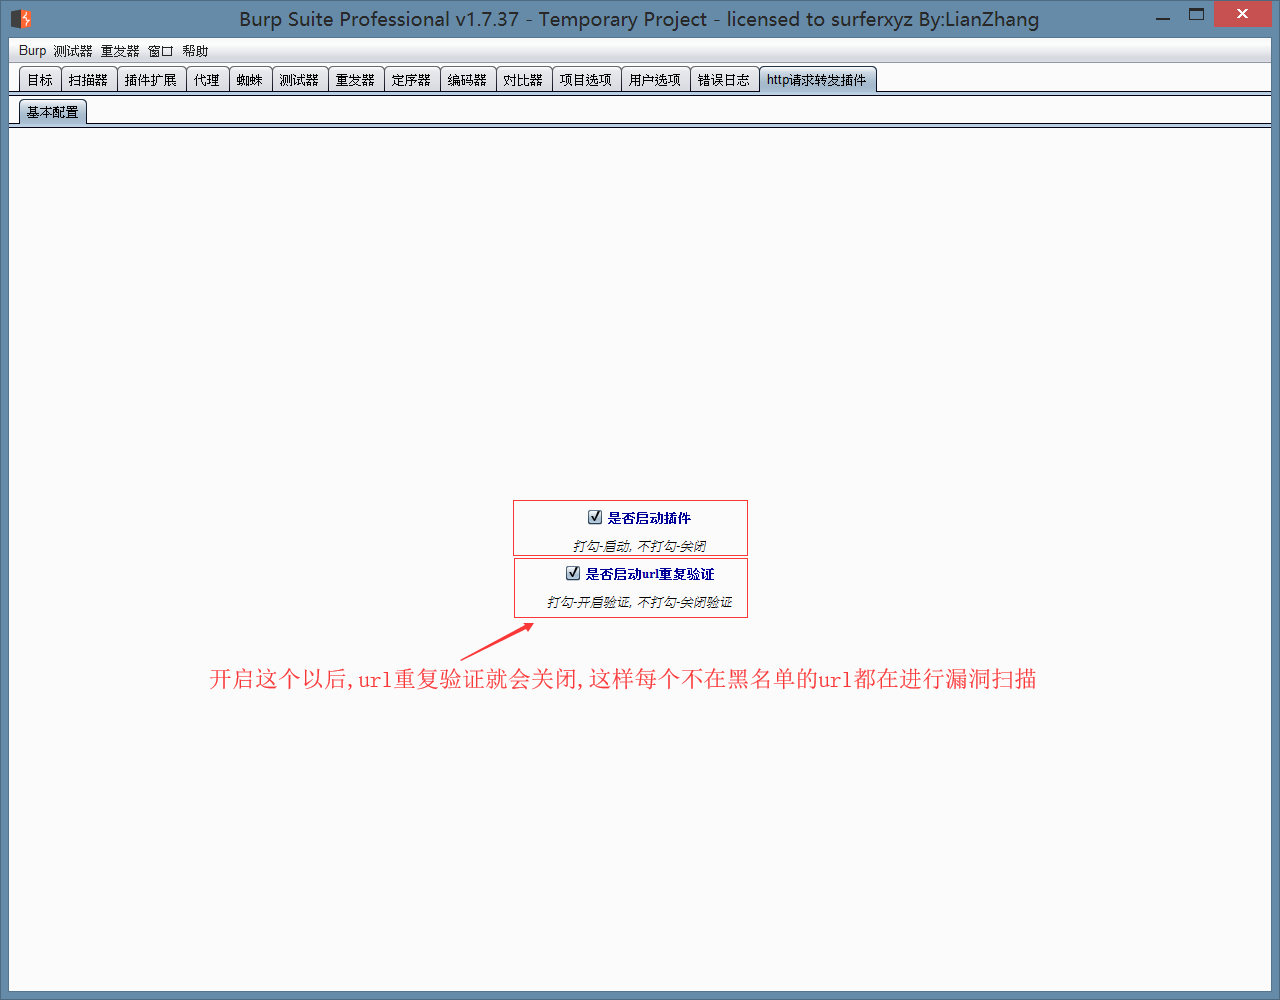 Burp Suite Professional v1.7.37 - Temporary Project - licensed to surferxyz By:LianZhang
Burp 测试器 重发器 窗口 帮助
目标 扫描器 插件扩展 代理 蜘蛛 测试器 重发器 定序器 编码器 对比器 项目选项 用户选项 错误日志 http请求转发插件
基本配置
是否启动插件
打勾-启动, 不打勾-关闭
是否启动url重复验证
打勾-开启验证, 不打勾-关闭验证
开启这个以后,url重复验证就会关闭,这样每个不在黑名单的url都在进行漏洞扫描